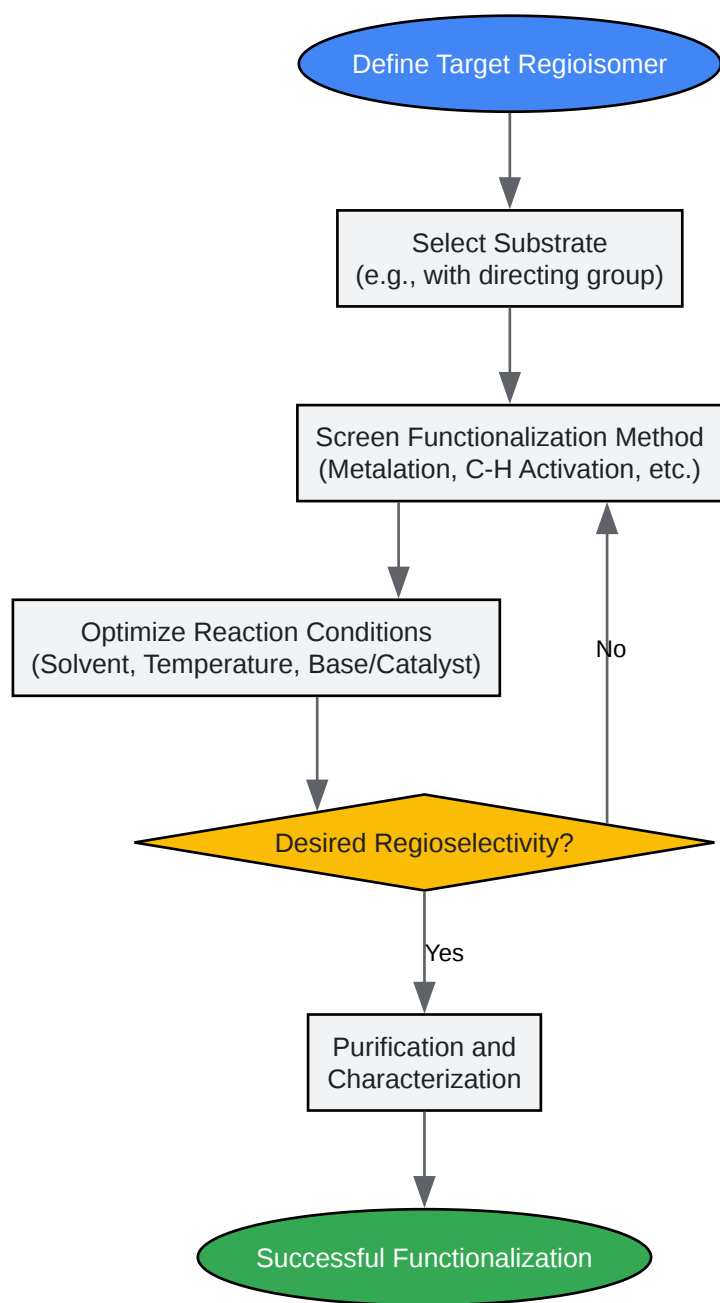 Define Target Regioisomer
Select Substrate
(e.g., with directing group)
Screen Functionalization Method
(Metalation, C-H Activation, etc.)
Optimize Reaction Conditions
(Solvent, Temperature, Base/Catalyst)
No
Desired Regioselectivity?
Yes
Purification and
Characterization
Successful Functionalization